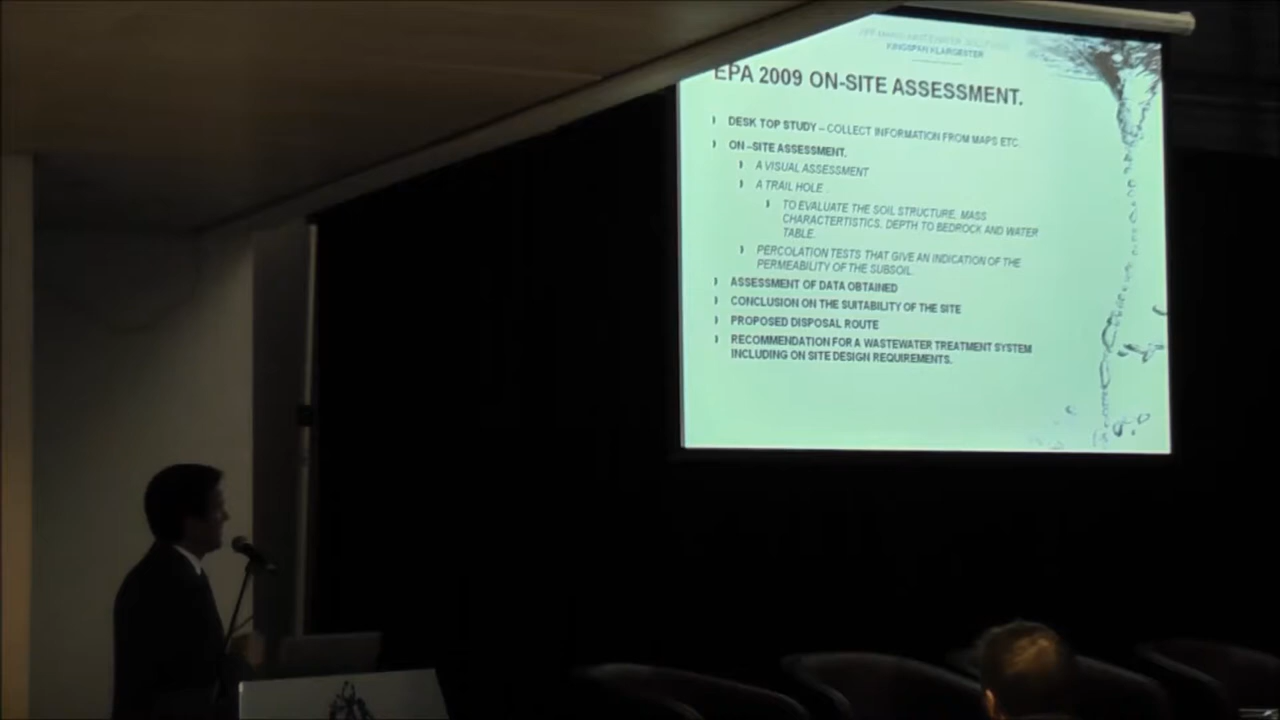 KINGSPAN KLARGESTER
EPA 2009 ON-SITE ASSESSMENT.
DESK TOP STUDY – COLLECT INFORMATION FROM MAPS ETC.
ON –SITE ASSESSMENT.
A VISUAL ASSESSMENT
A TRAIL HOLE .
TO EVALUATE THE SOIL STRUCTURE, MASS
CHARACTERTISTICS, DEPTH TO BEDROCK AND WATER
TABLE.
PERCOLATION TESTS THAT GIVE AN INDICATION OF THE
PERMEABILITY OF THE SUBSOIL.
ASSESSMENT OF DATA OBTAINED
CONCLUSION ON THE SUITABILITY OF THE SITE
PROPOSED DISPOSAL ROUTE
RECOMMENDATION FOR A WASTEWATER TREATMENT SYSTEM
INCLUDING ON SITE DESIGN REQUIREMENTS.